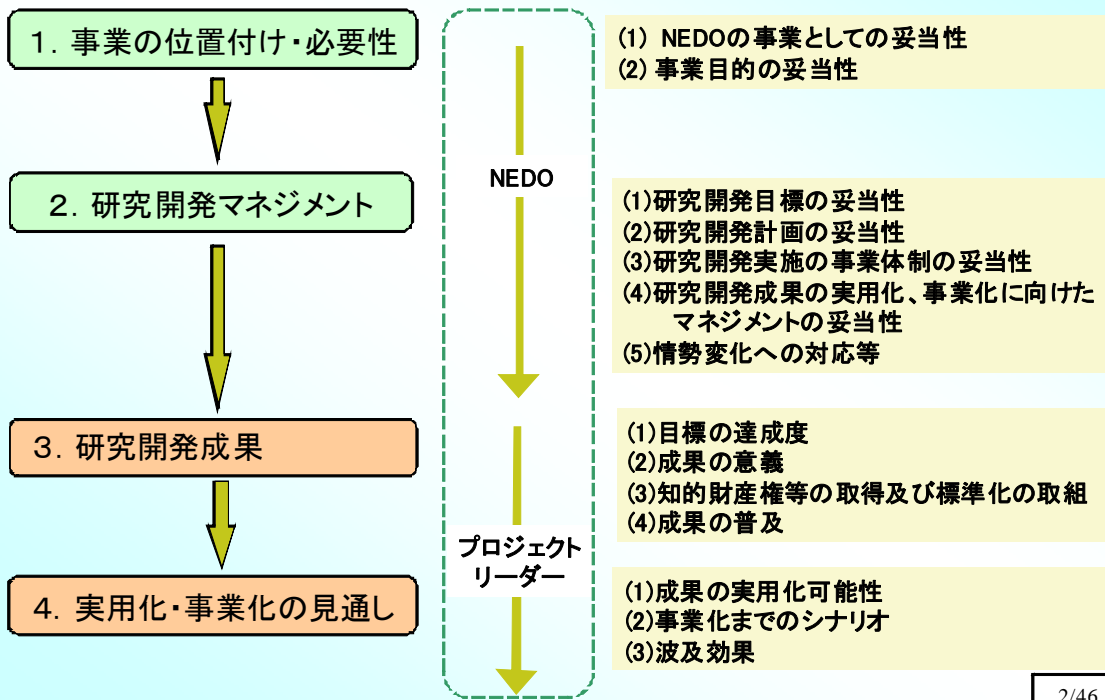 1. 事業の位置付け・必要性
(1) NEDOの事業としての妥当性
(2) 事業目的の妥当性
NEDO
2. 研究開発マネジメント
(1)研究開発目標の妥当性
(2)研究開発計画の妥当性
(3)研究開発実施の事業体制の妥当性
(4)研究開発成果の実用化、事業化に向けた
マネジメントの妥当性
(5)情勢変化への対応等
3. 研究開発成果
(1)目標の達成度
(2)成果の意義
(3)知的財産権等の取得及び標準化の取組
(4)成果の普及
プロジェクト
リーダー
4. 実用化・事業化の見通し
(1)成果の実用化可能性
(2)事業化までのシナリオ
(3)波及効果
2/46